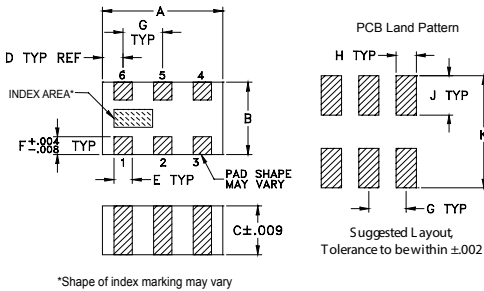 A
G
TYP
D TYP REF
6 5 4
INDEX AREA*
B
F +.004 -.008 TYP
1 2 3
E TYP
PAD SHAPE
MAY VARY
C±.009
*Shape of index marking may vary
PCB Land Pattern
H TYP
J TYP
K
G TYP
Suggested Layout,
Tolerance to be within ±.002